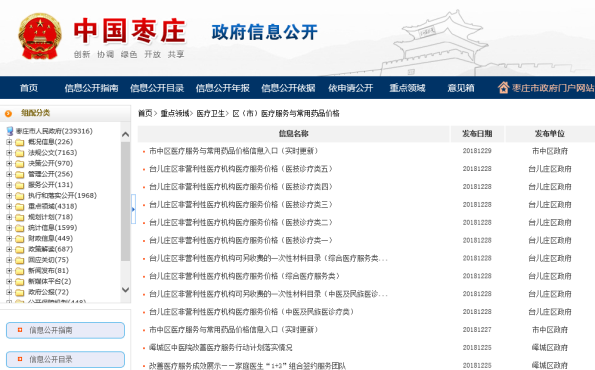 中国枣庄
政府信息公开
创新 协调 绿色 开放 共享
首页 信息公开指南 信息公开目录 信息公开年报 信息公开依据 依申请公开 重点领域 意见箱 枣庄市政府门户网站
细配分类
首页> 重点领域> 医疗卫生> 区（市）医疗服务与常用药品价格
枣庄市人民政府(239316)
概况信息(226)
法规公文(7163)
决策公开(970)
管理公开(256)
服务公开(131)
执行和落实公开(1968)
重点领域(4318)
规划计划(718)
统计信息(1599)
财政信息(449)
政策解读(687)
回应关切(75)
新闻发布(81)
新媒体平台(2)
政府公报(72)
公开保障机制(448)
信息公开指南
信息公开目录
信息名称 发布日期 发布单位
市中区医疗服务与常用药品价格信息入口（实时更新） 20181229 市中区政府
台儿庄区非营利性医疗机构医疗服务价格（医技诊疗类五） 20181228 台儿庄区政府
台儿庄区非营利性医疗机构医疗服务价格（医技诊疗类四） 20181228 台儿庄区政府
台儿庄区非营利性医疗机构医疗服务价格（医技诊疗类三） 20181228 台儿庄区政府
台儿庄区非营利性医疗机构医疗服务价格（医技诊疗类二） 20181228 台儿庄区政府
台儿庄区非营利性医疗机构医疗服务价格（医技诊疗类一） 20181228 台儿庄区政府
台儿庄区非营利性医疗机构可另收费的一次性材料目录（综合医疗服务类... 20181228 台儿庄区政府
台儿庄区非营利性医疗机构医疗服务价格（综合医疗服务类） 20181228 台儿庄区政府
台儿庄区非营利性医疗机构可另收费的一次性材料目录（中医及民族医诊... 20181228 台儿庄区政府
台儿庄区非营利性医疗机构医疗服务价格（中医及民族医诊疗类） 20181228 台儿庄区政府
市中区医疗服务与常用药品价格信息入口（实时更新） 20181227 市中区政府
峄城区中医院改善医疗服务行动计划落实情况 20181225 峄城区政府
改善医疗服务成效展示——家庭医生“1+3”组合签约服务团队 20181225 峄城区政府